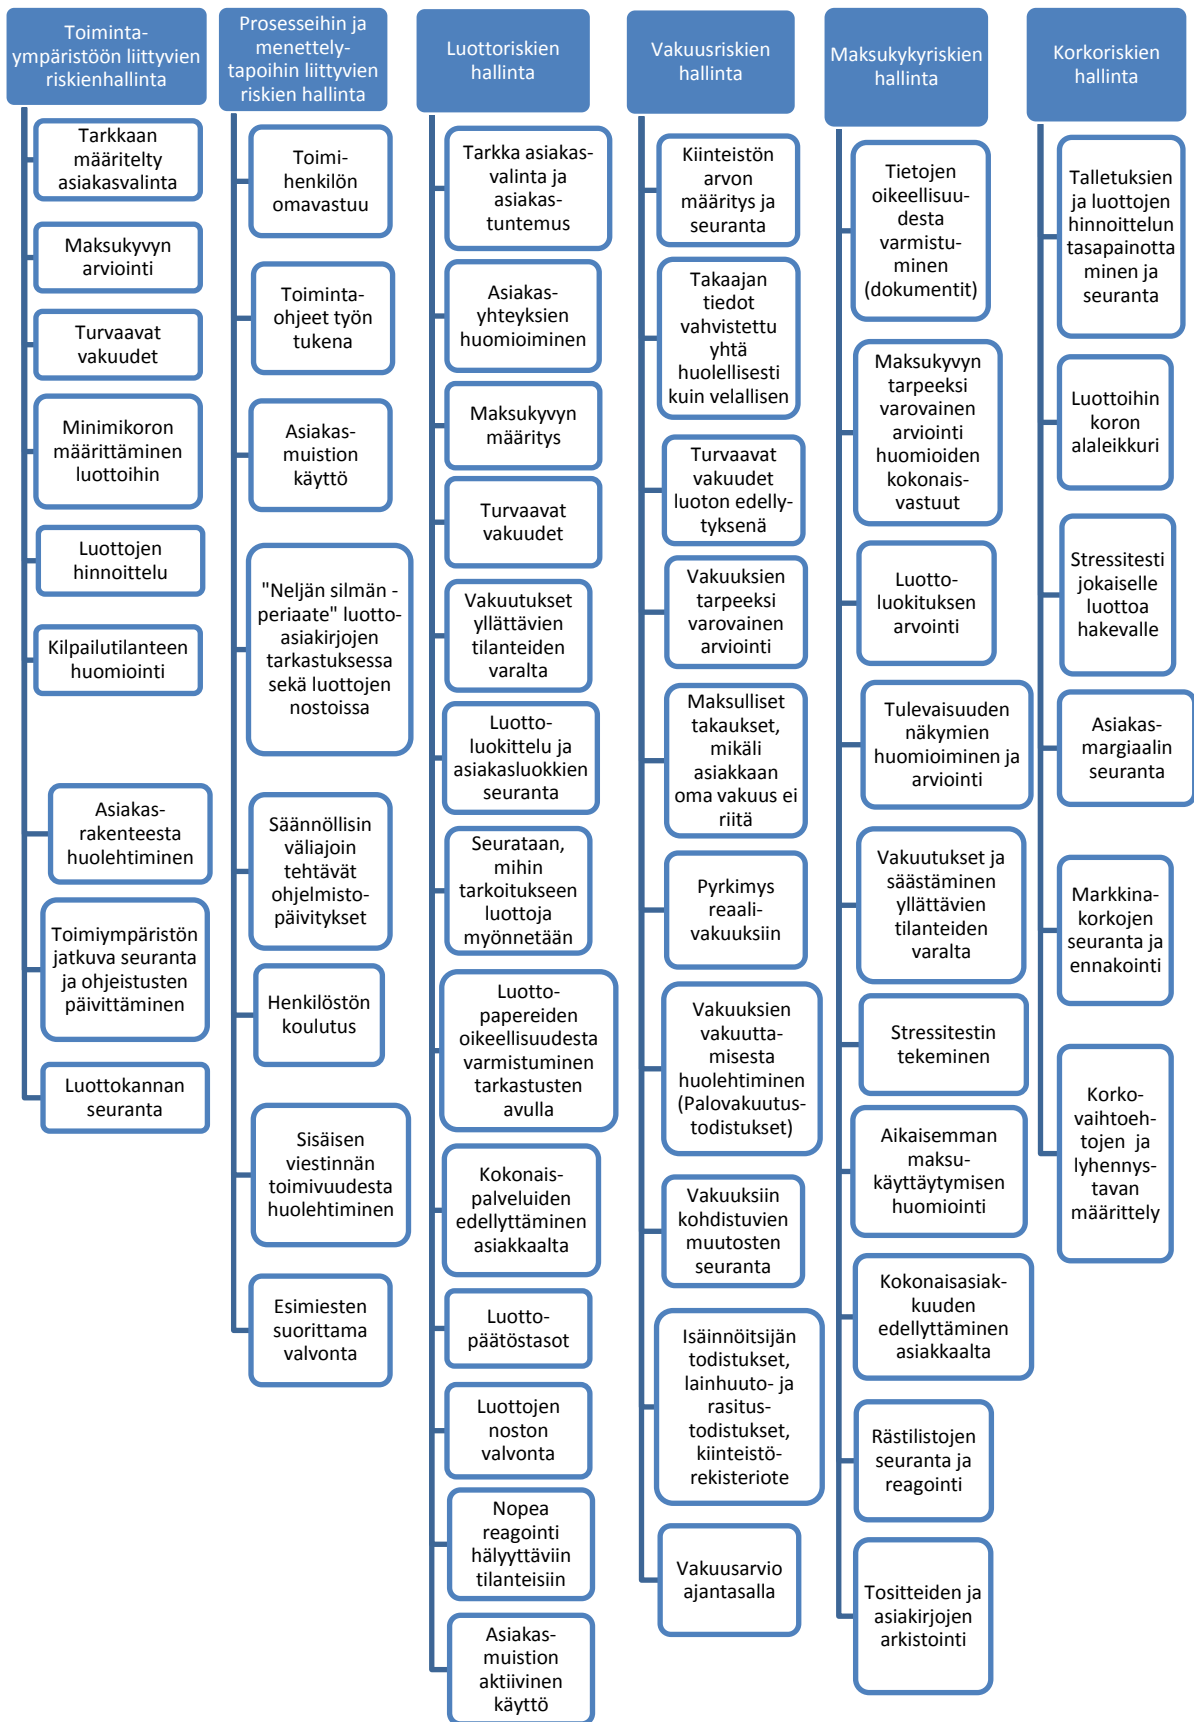 Toiminta-
ympäristöön liittyvien
riskienhallinta
Tarkkaan
määritelty
asiakasvalinta
Maksukyvyn
arviointi
Turvaavat
vakuudet
Minimikoron
määrittäminen
luottoihin
Luottojen
hinnoittelu
Kilpailutilanteen
huomiointi
Asiakas-
rakenteesta
huolehtiminen
Toimiympäristön
jatkuva seuranta
ja ohjeistusten
päivittäminen
Luottokannan
seuranta
Prosesseihin ja
menettely-
tapoihin liittyvien
riskien hallinta
Toimi-
henkilön
omavastuu
Toiminta-
ohjeet työn
tukena
Asiakas-
muistion
käyttö
"Neljän silmän -
periaate" luotto-
asiakirjojen
tarkastuksessa
sekä luottojen
nostoissa
Säännöllisin
väliajoin
tehtävät
ohjelmisto-
päivitykset
Henkilöstön
koulutus
Sisäisen
viestinnän
toimivuudesta
huolehtiminen
Esimiesten
suorittama
valvonta
Luottoriskien
hallinta
Tarkka asiakas-
valinta ja
asiakas-
tuntemus
Asiakas-
yhteyksien
huomioiminen
Maksukyvyn
määritys
Turvaavat
vakuudet
Vakuutukset
yllättävien
tilanteiden
varalta
Luotto-
luokittelu ja
asiakasluokkien
seuranta
Seurataan,
mihin
tarkoitukseen
luottoja
myönnetään
Luotto-
papereiden
oikeellisuudesta
varmistuminen
tarkastusten
avulla
Kokonais-
palveluiden
edellyttäminen
asiakkaalta
Luotto-
päätöstasot
Luottojen
noston
valvonta
Nopea
reagointi
hälyyttäviin
tilanteisiin
Asiakas-
muistion
aktiivinen
käyttö
Vakuusriskien
hallinta
Kiinteistön
arvon
määritys ja
seuranta
Takaajan
tiedot
vahvistettu
yhtä
huolellisesti
kuin velallisen
Turvaavat
vakuudet
luoton edelly-
tyksenä
Vakuuksien
tarpeeksi
varovainen
arviointi
Maksulliset
takaukset,
mikäli
asiakkaan
oma vakuus ei
riitä
Pyrkimys
reaali-
vakuuksiin
Vakuuksien
vakuutta-
misesta
huolehtiminen
(Palovakuutus-
todistukset)
Vakuuksiin
kohdistuvien
muutosten
seuranta
Isäinnöitsijän
todistukset,
lainhuuto- ja
rasitus-
todistukset,
kiinteistö-
rekisteriote
Vakuusarvio
ajantasalla
Maksukykyriskien
hallinta
Tietojen
oikeellisuu-
desta
varmistu-
minen
(dokumentit)
Maksukyvyn
tarpeeksi
varovainen
arviointi
huomioiden
kokonais-
vastuut
Luotto-
luokituksen
arvointi
Tulevaisuuden
näkymien
huomioiminen ja
arviointi
Vakuutukset ja
säästäminen
yllättävien
tilanteiden
varalta
Stressitestin
tekeminen
Aikaisemman
maksu-
käyttäytymisen
huomiointi
Kokonaisasiak-
kuuden
edellyttäminen
asiakkaalta
Rästilistojen
seuranta ja
reagointi
Tositteiden ja
asiakirjojen
arkistointi
Korkoriskien
hallinta
Talletuksien
ja luottojen
hinnoittelun
tasapainotta
minen ja
seuranta
Luottoihin
koron
alaleikkuri
Stressitesti
jokaiselle
luottoa
hakevalle
Asiakas-
margiaalin
seuranta
Markkina-
korkojen
seuranta ja
ennakointi
Korko-
vaihtoeh-
tojen ja
lyhennys-
tavan
määrittely